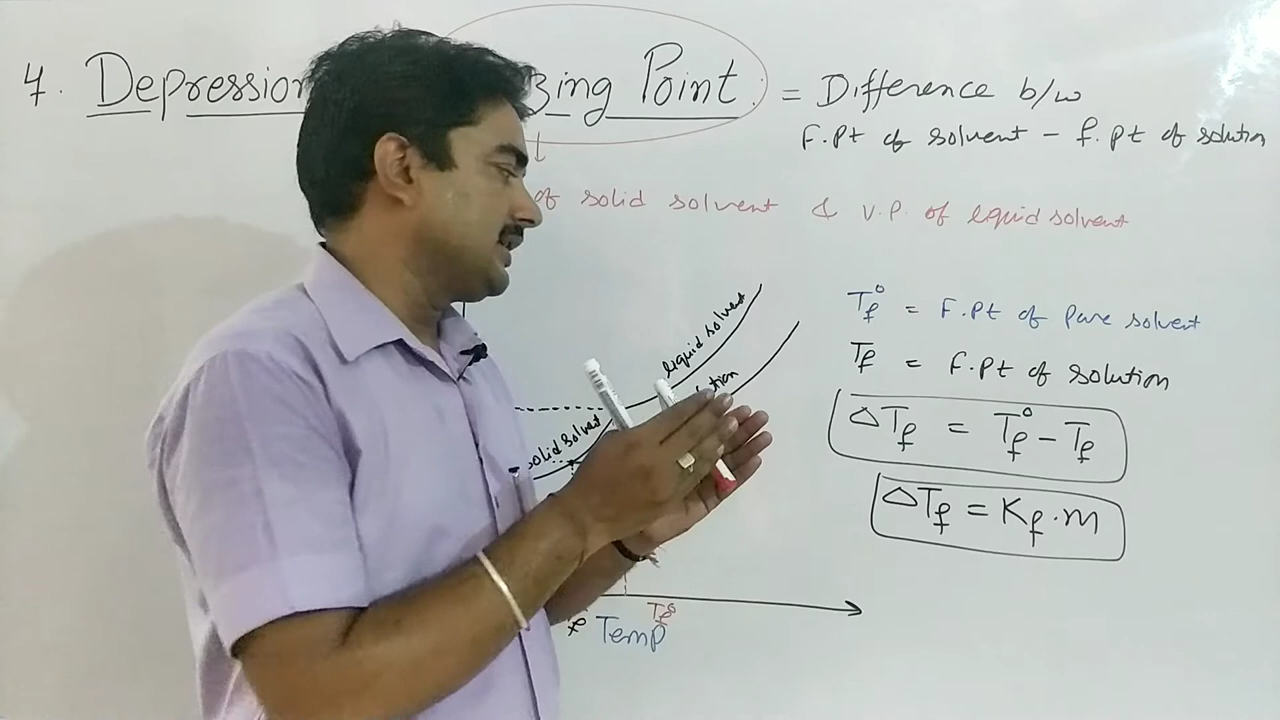 4. Depression zing Point = Difference b/w
F.Pt of solvent - f.pt of solution
of solid solvent & V.P. of liquid solvent
liquid solvent
solid solvent
Tf° = F.Pt of Pure solvent
Tf = F.Pt of solution
ΔTf = Tf° - Tf
ΔTf = Kf.m
Tf°
Temp